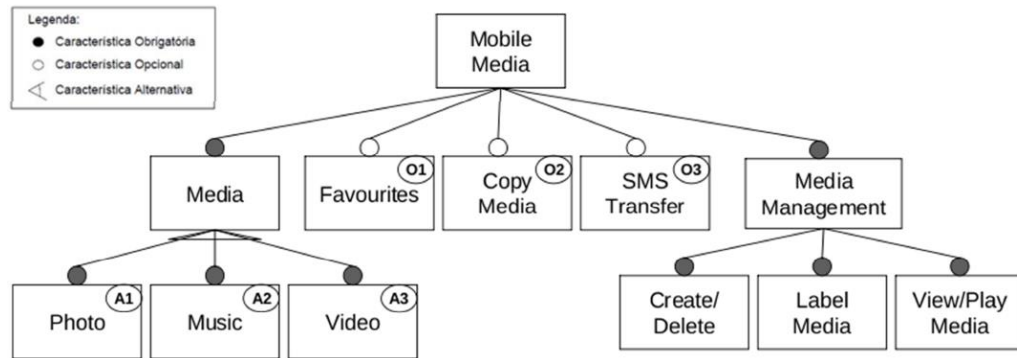 Legenda:
Característica Obrigatória
Característica Opcional
Característica Alternativa
Mobile
Media
Media
O1
Favourites
O2
Copy
Media
O3
SMS
Transfer
Media
Management
A1
Photo
A2
Music
A3
Video
Create/
Delete
Label
Media
View/Play
Media